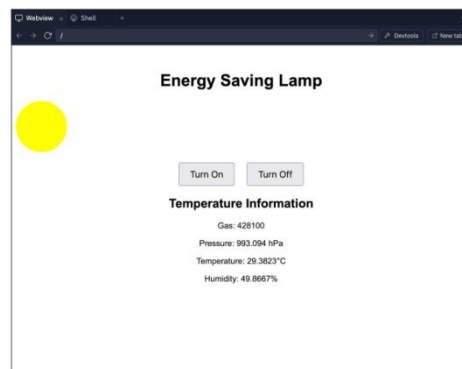 Webview × Shell +
/ Devtools New tab
Energy Saving Lamp
Turn On Turn Off
Temperature Information
Gas: 428100
Pressure: 993.094 hPa
Temperature: 29.3823°C
Humidity: 49.8667%